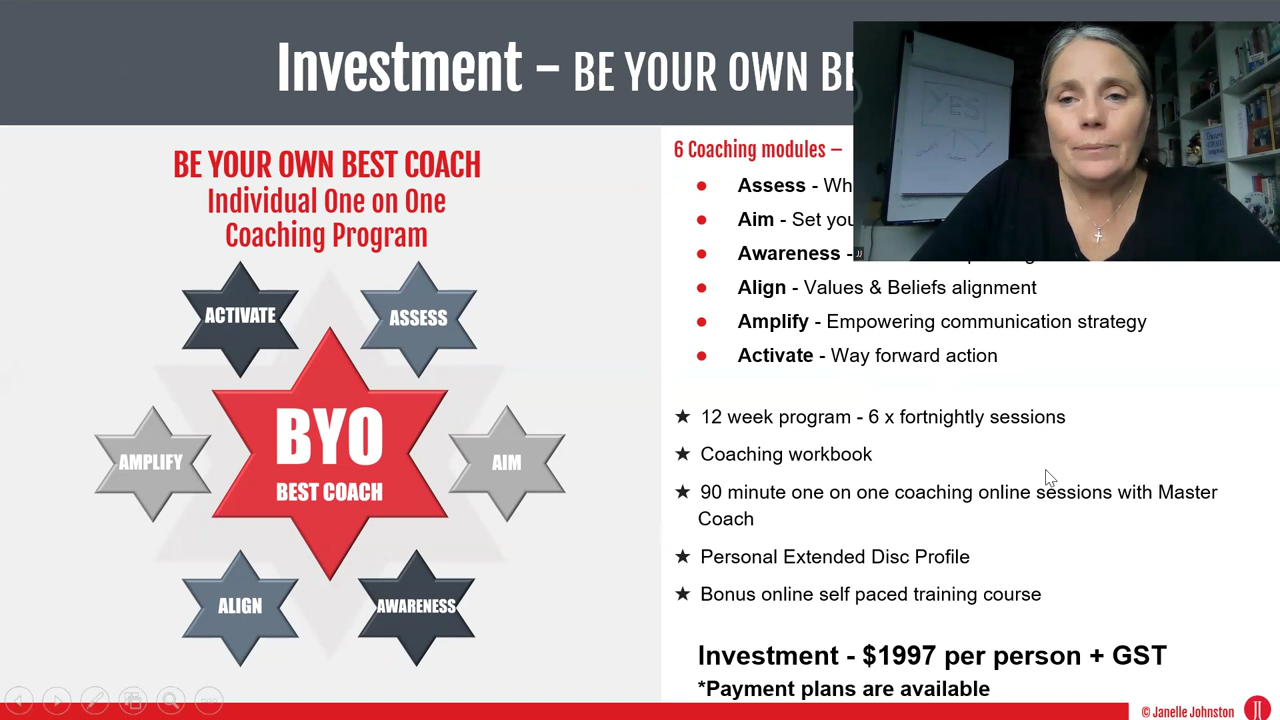 Investment – BE YOUR OWN BE
BE YOUR OWN BEST COACH
Individual One on One
Coaching Program
ACTIVATE
ASSESS
AMPLIFY
BYO
BEST COACH
AIM
ALIGN
AWARENESS
6 Coaching modules –
Assess - Wh
Aim - Set you
Awareness -
Align - Values & Beliefs alignment
Amplify - Empowering communication strategy
Activate - Way forward action
★ 12 week program - 6 x fortnightly sessions
★ Coaching workbook
★ 90 minute one on one coaching online sessions with Master
Coach
★ Personal Extended Disc Profile
★ Bonus online self paced training course
Investment - $1997 per person + GST
*Payment plans are available
© Janelle Johnston
JJ
YES
JJ